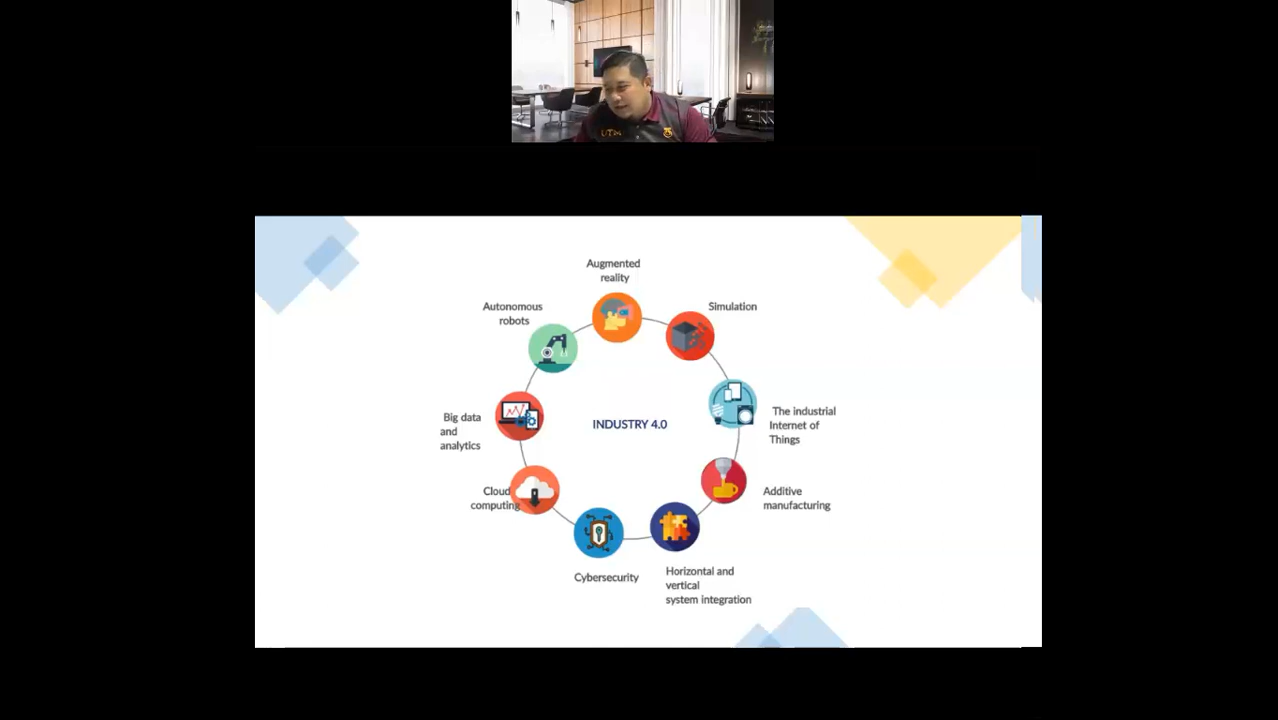 UTM
Augmented
reality
Autonomous
robots
Simulation
Big data
and
analytics
INDUSTRY 4.0
The industrial
Internet of
Things
Cloud
computing
Additive
manufacturing
Cybersecurity
Horizontal and
vertical
system integration